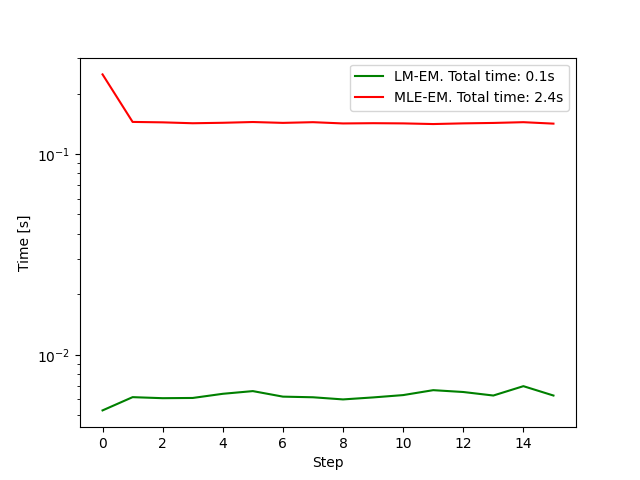 LM-EM. Total time: 0.1s
MLE-EM. Total time: 2.4s
10⁻¹
10⁻²
Time [s]
0 2 4 6 8 10 12 14
Step